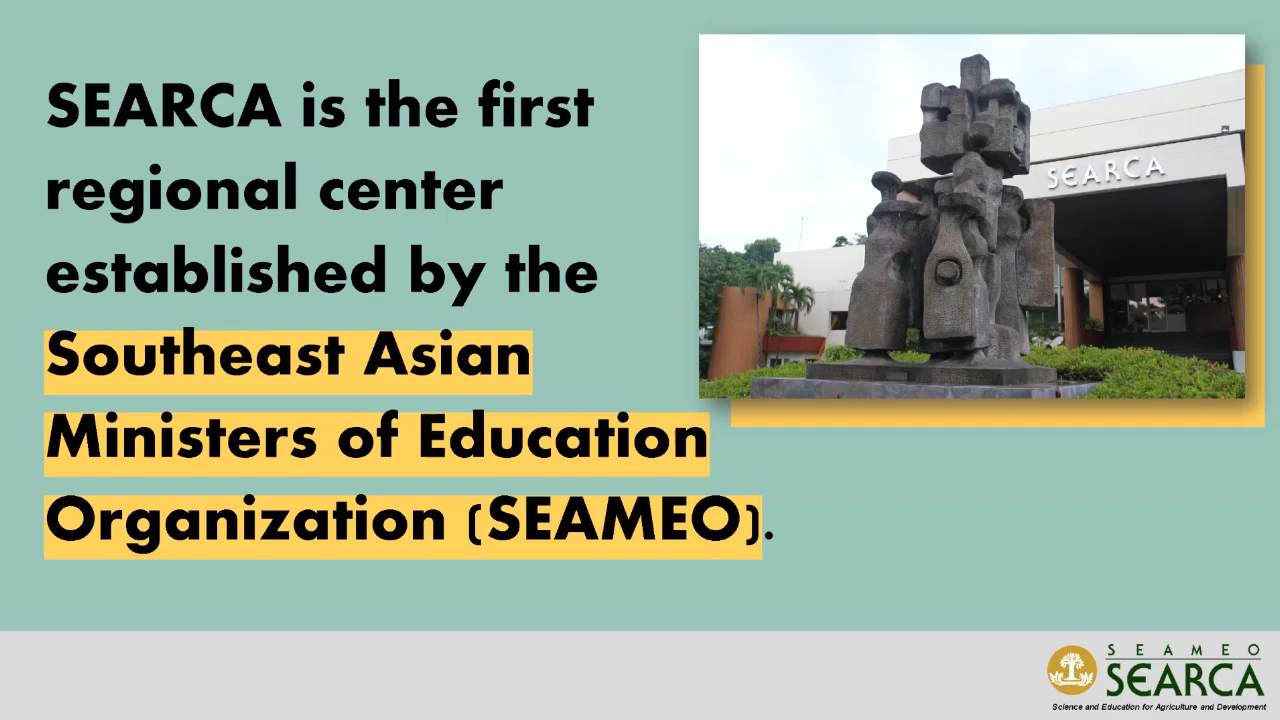 SEARCA is the first
regional center
established by the
Southeast Asian
Ministers of Education
Organization (SEAMEO).
SEARCA
SEAMEO
SEARCA
Science and Education for Agriculture and Development